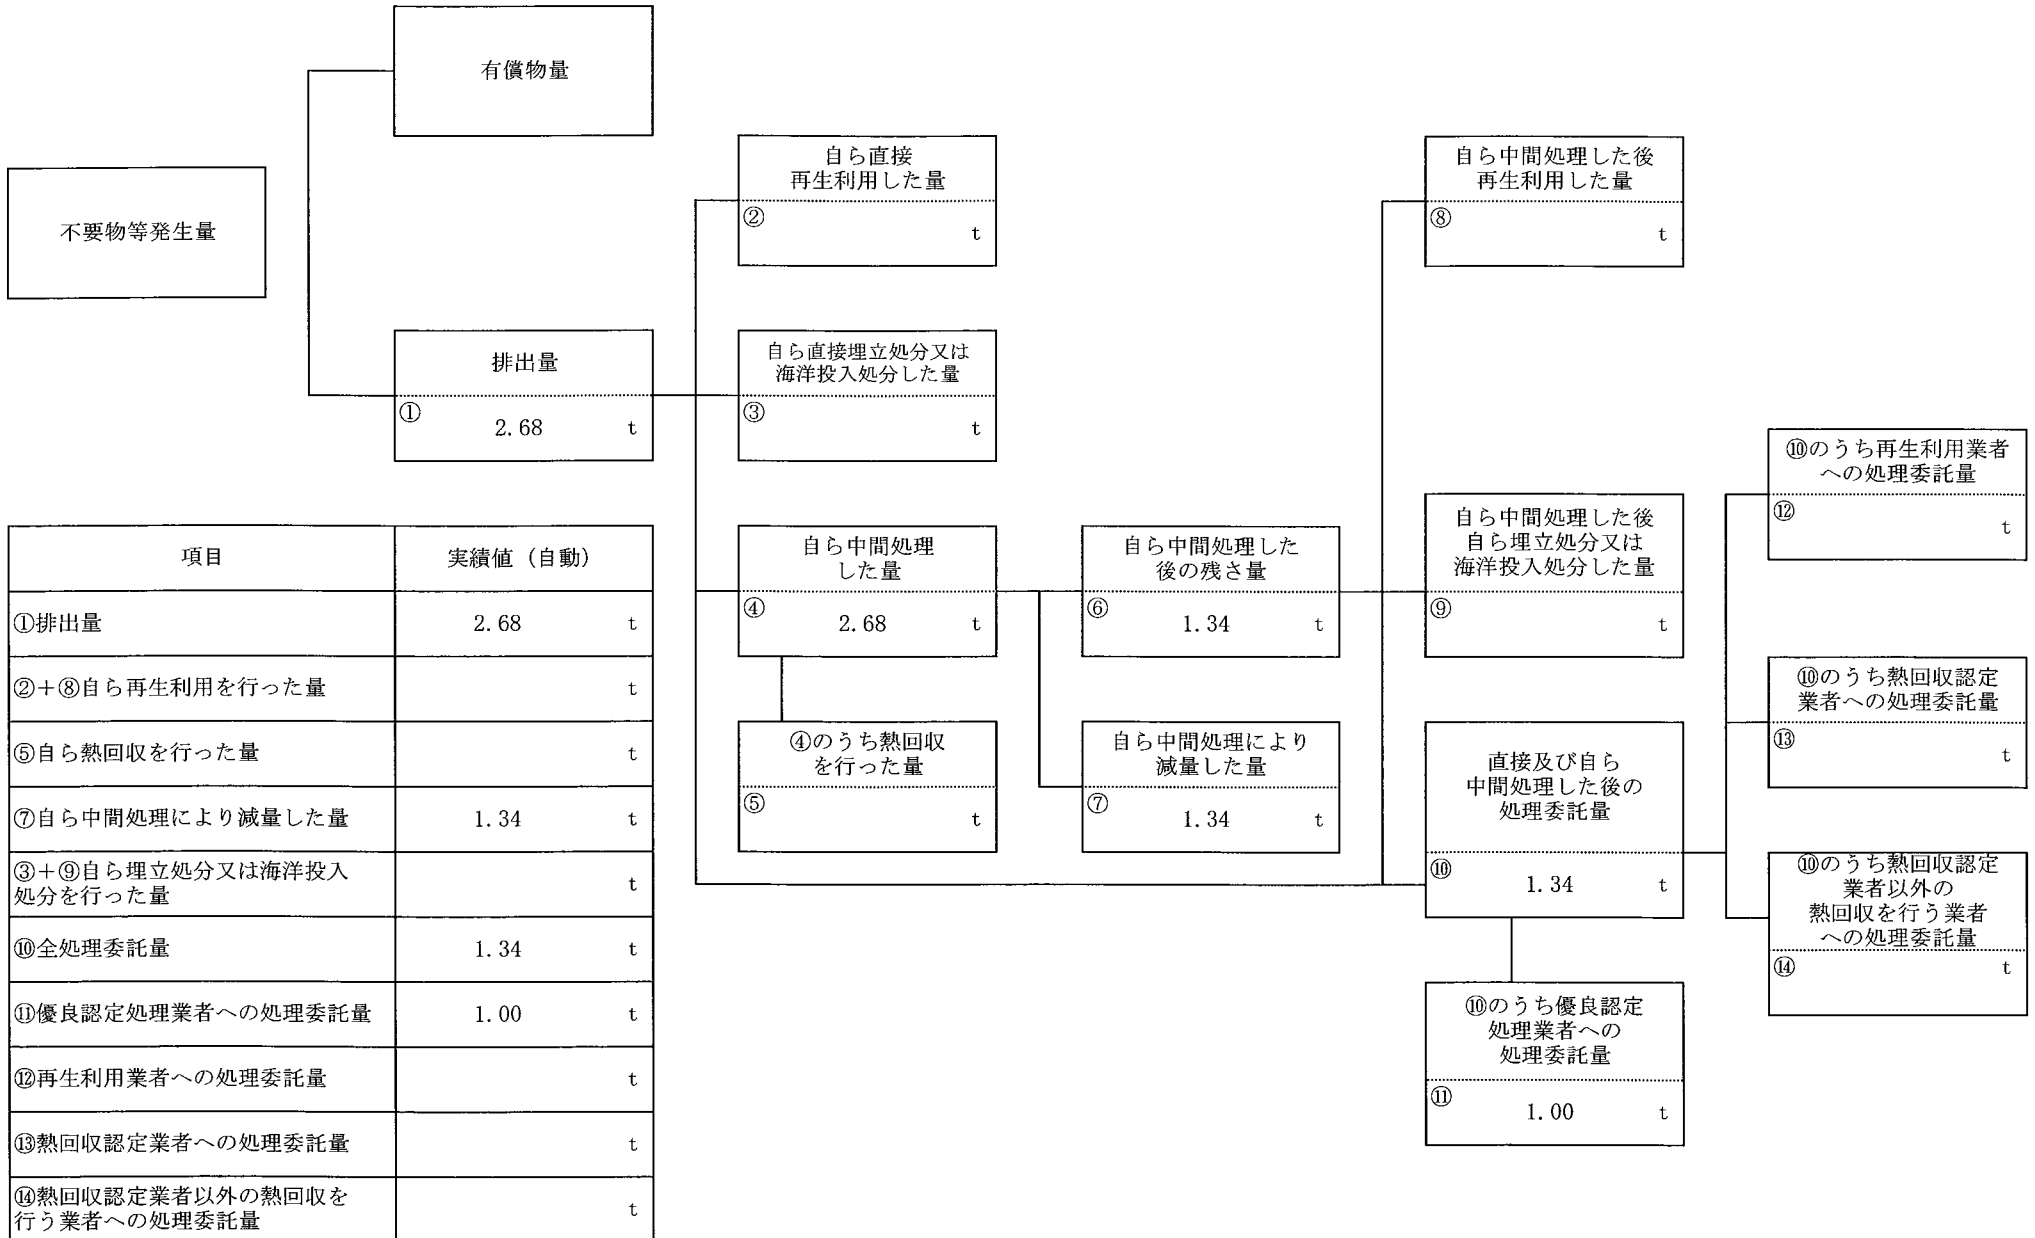 有償物量
不要物等発生量
排出量
① 2.68 t
自ら直接
再生利用した量
② t
自ら直接埋立処分又は
海洋投入処分した量
③ t
自ら中間処理
した量
④ 2.68 t
④のうち熱回収
を行った量
⑤ t
自ら中間処理した
後の残さ量
⑥ 1.34 t
自ら中間処理により
減量した量
⑦ 1.34 t
自ら中間処理した後
再生利用した量
⑧ t
自ら中間処理した後
自ら埋立処分又は
海洋投入処分した量
⑨ t
直接及び自ら
中間処理した後の
処理委託量
⑩ 1.34 t
⑩のうち優良認定
処理業者への
処理委託量
⑪ 1.00 t
⑩のうち再生利用業者
への処理委託量
⑫ t
⑩のうち熱回収認定
業者への処理委託量
⑬ t
⑩のうち熱回収認定
業者以外の
熱回収を行う業者
への処理委託量
⑭ t
項目 実績値（自動）
①排出量 2.68 t
②＋⑧自ら再生利用を行った量 t
⑤自ら熱回収を行った量 t
⑦自ら中間処理により減量した量 1.34 t
③＋⑨自ら埋立処分又は海洋投入
処分を行った量 t
⑩全処理委託量 1.34 t
⑪優良認定処理業者への処理委託量 1.00 t
⑫再生利用業者への処理委託量 t
⑬熱回収認定業者への処理委託量 t
⑭熱回収認定業者以外の熱回収を
行う業者への処理委託量 t